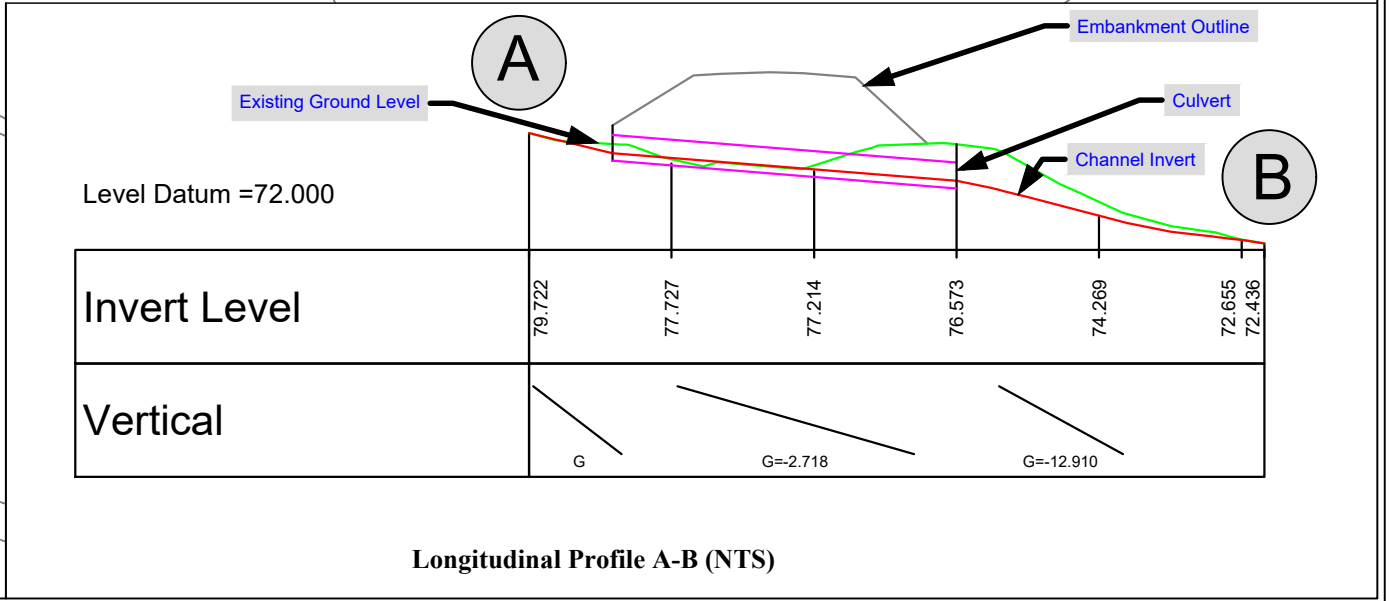 Embankment Outline
A
Existing Ground Level
Culvert
Channel Invert
B
Level Datum =72.000
Invert Level
79.722
77.727
77.214
76.573
74.269
72.655
72.436
Vertical
G
G=-2.718
G=-12.910
Longitudinal Profile A-B (NTS)